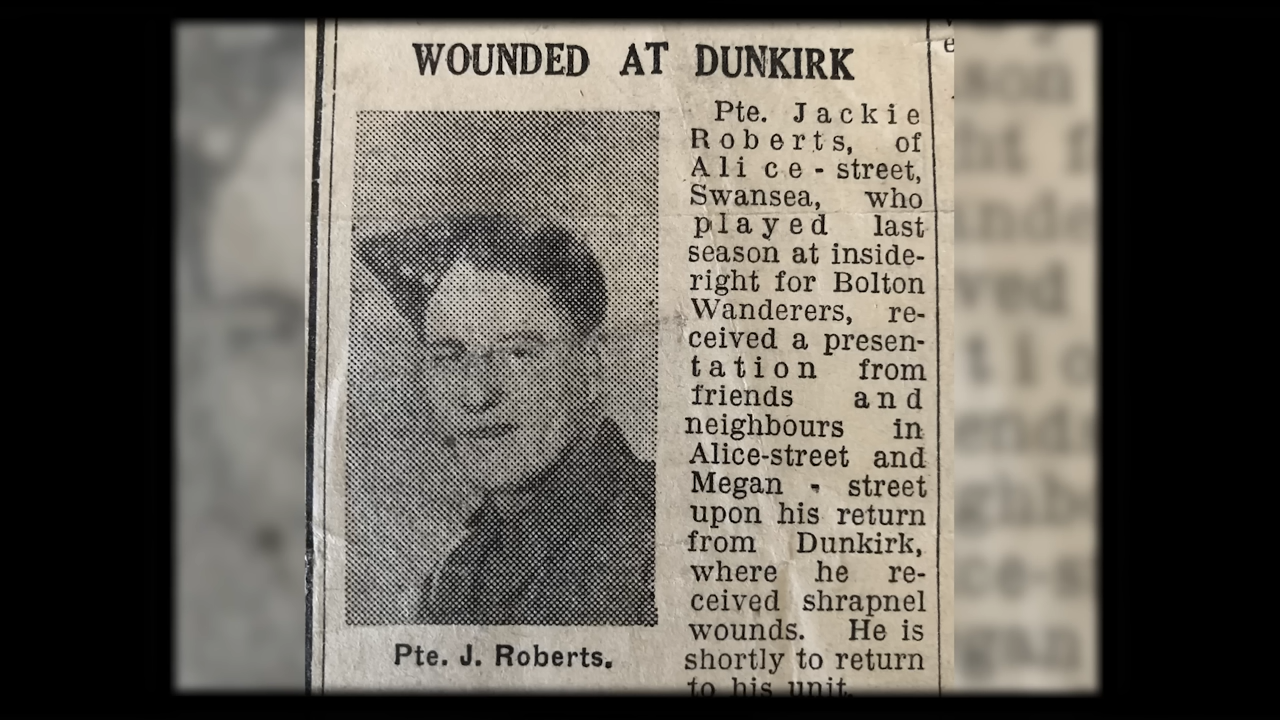 WOUNDED AT DUNKIRK
Pte. Jackie
Roberts, of
Alice-street,
Swansea, who
played last
season at inside-
right for Bolton
Wanderers, re-
ceived a presen-
tation from
friends and
neighbours in
Alice-street and
Megan - street
upon his return
from Dunkirk,
where he re-
ceived shrapnel
wounds. He is
shortly to return
to his unit.
Pte. J. Roberts.